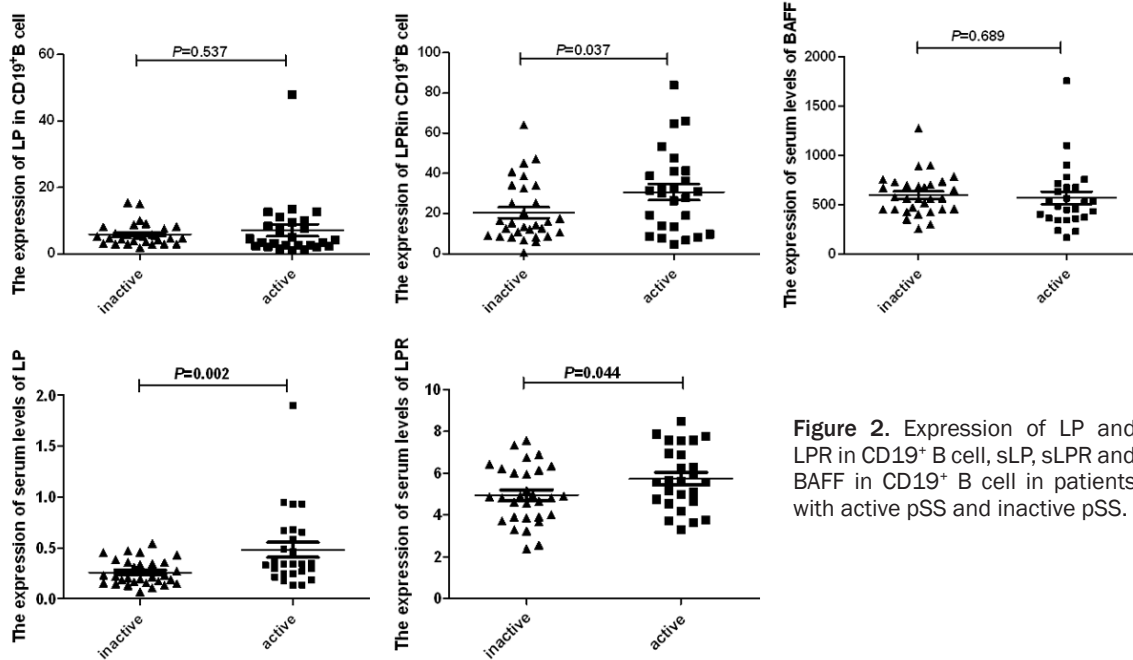 The expression of LP in CD19+B cell
P=0.537
60
40
20
0
inactive
active
The expression of LPRin CD19+B cell
P=0.037
100
80
60
40
20
0
inactive
active
The expression of serum levels of BAFF
P=0.689
2000
1500
1000
500
0
inactive
active
The expression of serum levels of LP
P=0.002
2.0
1.5
1.0
0.5
0.0
inactive
active
The expression of serum levels of LPR
P=0.044
10
8
6
4
2
0
inactive
active
Figure 2. Expression of LP and
LPR in CD19+ B cell, sLP, sLPR and
BAFF in CD19+ B cell in patients
with active pSS and inactive pSS.